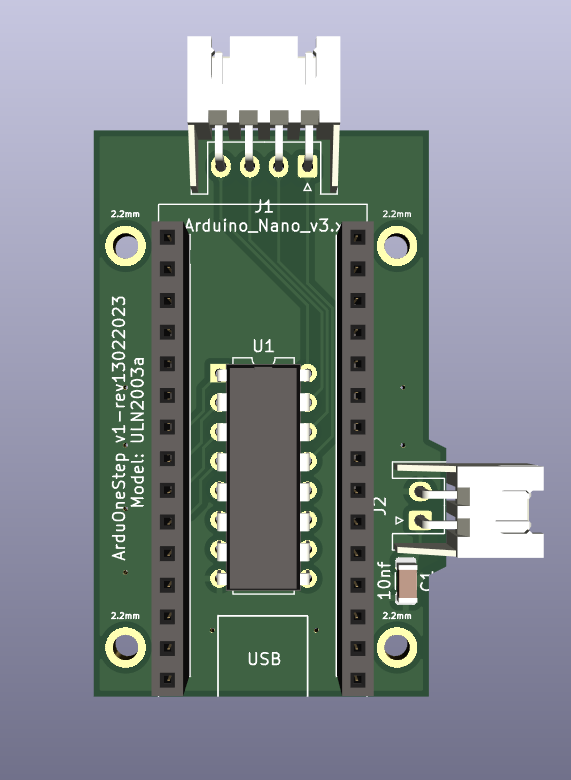 J1
Arduino_Nano_v3.x
2.2mm
2.2mm
U1
ArduOneStep v1-rev13022023
Model: ULN2003a
J2
10nf
C1
2.2mm
2.2mm
USB